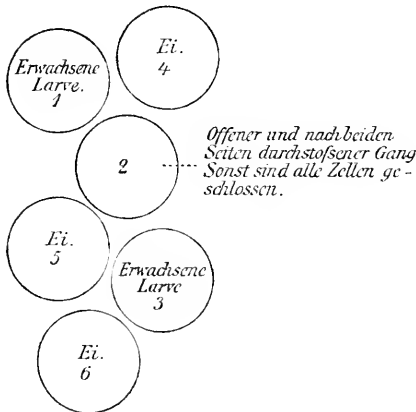 Ei.
4
Erwachsene
Larve.
1
2
Offener und nach beiden
Seiten durchstofsener Gang
Sonst sind alle Zellen ge-
schlossen.
Ei.
5
Erwachsene
Larve
3
Ei.
6